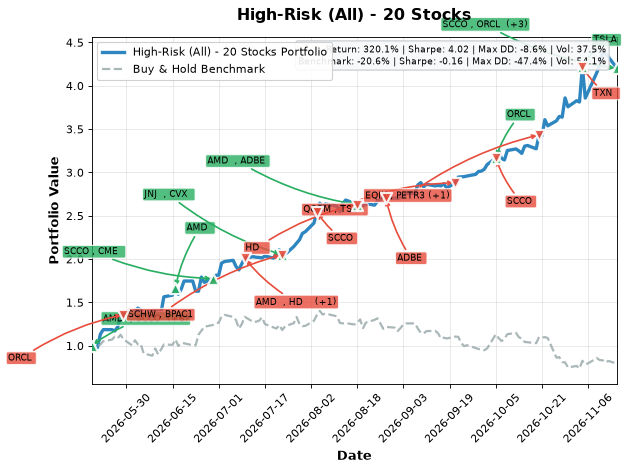 High-Risk (All) - 20 Stocks
SCCO , ORCL (+3)
TSLA
High-Risk (All) - 20 Stocks Portfolio
Buy & Hold Benchmark
Return: 320.1% | Sharpe: 4.02 | Max DD: -8.6% | Vol: 37.5%
Benchmark: -20.6% | Sharpe: -0.16 | Max DD: -47.4% | Vol: 54.1%
TXN
ORCL
AMD , ADBE
JNJ , CVX
EQ PETR3 (+1)
SCCO
AMD
SCCO
HD
SCCO , CME
ADBE
AMD , HD (+1)
SCHW , BPAC1
ORCL
4.5
4.0
3.5
3.0
2.5
2.0
1.5
1.0
Portfolio Value
2026-05-30
2026-06-15
2026-07-01
2026-07-17
2026-08-02
2026-08-18
2026-09-03
2026-09-19
2026-10-05
2026-10-21
2026-11-06
Date